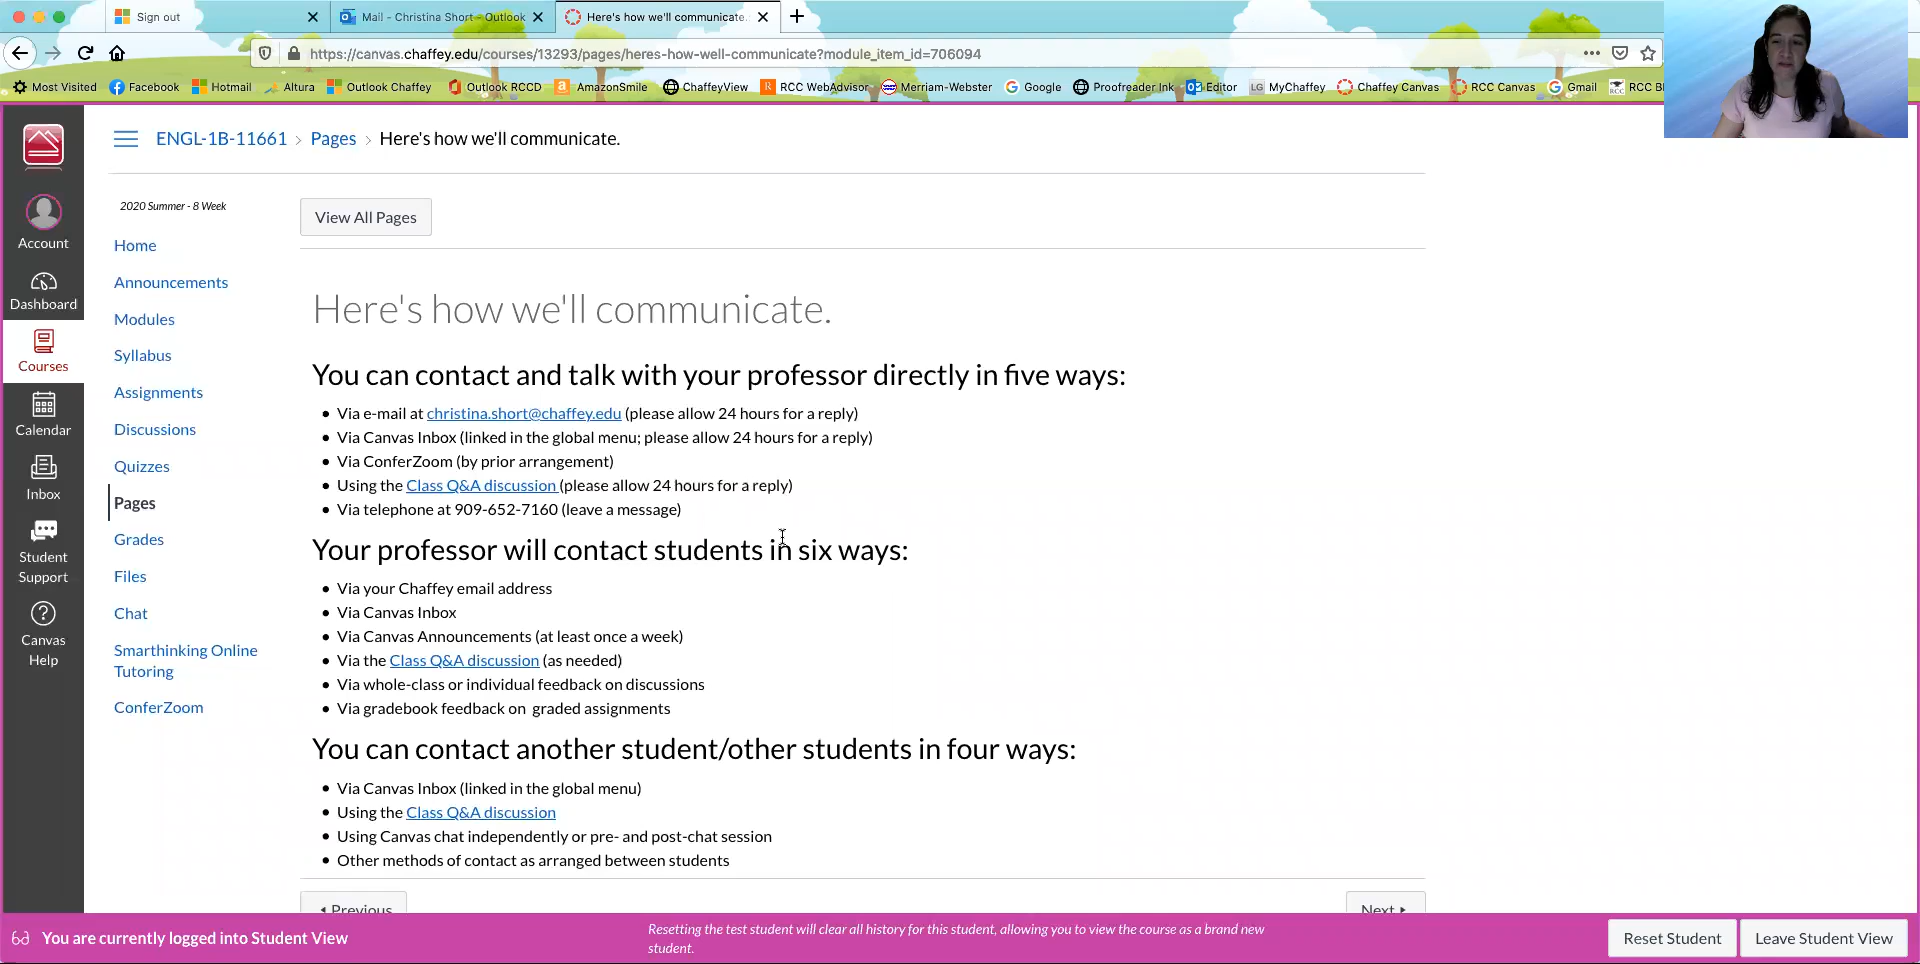 Sign out
Mail - Christina Short - Outlook
Here's how we'll communicate.
https://canvas.chaffey.edu/courses/13293/pages/heres-how-well-communicate?module_item_id=706094
Most Visited Facebook Hotmail Altura Outlook Chaffey Outlook RCCD AmazonSmile ChaffeyView RCC WebAdvisor Merriam-Webster Google Proofreader Ink Editor LG MyChaffey Chaffey Canvas RCC Canvas Gmail RCC
ENGL-1B-11661 › Pages › Here's how we'll communicate.
2020 Summer - 8 Week
Account
Dashboard
Courses
Calendar
Inbox
Student
Support
Canvas
Help
Home
Announcements
Modules
Syllabus
Assignments
Discussions
Quizzes
Pages
Grades
Files
Chat
Smarthinking Online
Tutoring
ConferZoom
View All Pages
Here's how we'll communicate.
You can contact and talk with your professor directly in five ways:
• Via e-mail at christina.short@chaffey.edu (please allow 24 hours for a reply)
• Via Canvas Inbox (linked in the global menu; please allow 24 hours for a reply)
• Via ConferZoom (by prior arrangement)
• Using the Class Q&A discussion (please allow 24 hours for a reply)
• Via telephone at 909-652-7160 (leave a message)
Your professor will contact students in six ways:
• Via your Chaffey email address
• Via Canvas Inbox
• Via Canvas Announcements (at least once a week)
• Via the Class Q&A discussion (as needed)
• Via whole-class or individual feedback on discussions
• Via gradebook feedback on graded assignments
You can contact another student/other students in four ways:
• Via Canvas Inbox (linked in the global menu)
• Using the Class Q&A discussion
• Using Canvas chat independently or pre- and post-chat session
• Other methods of contact as arranged between students
Previous
Next
You are currently logged into Student View
Resetting the test student will clear all history for this student, allowing you to view the course as a brand new
student.
Reset Student
Leave Student View